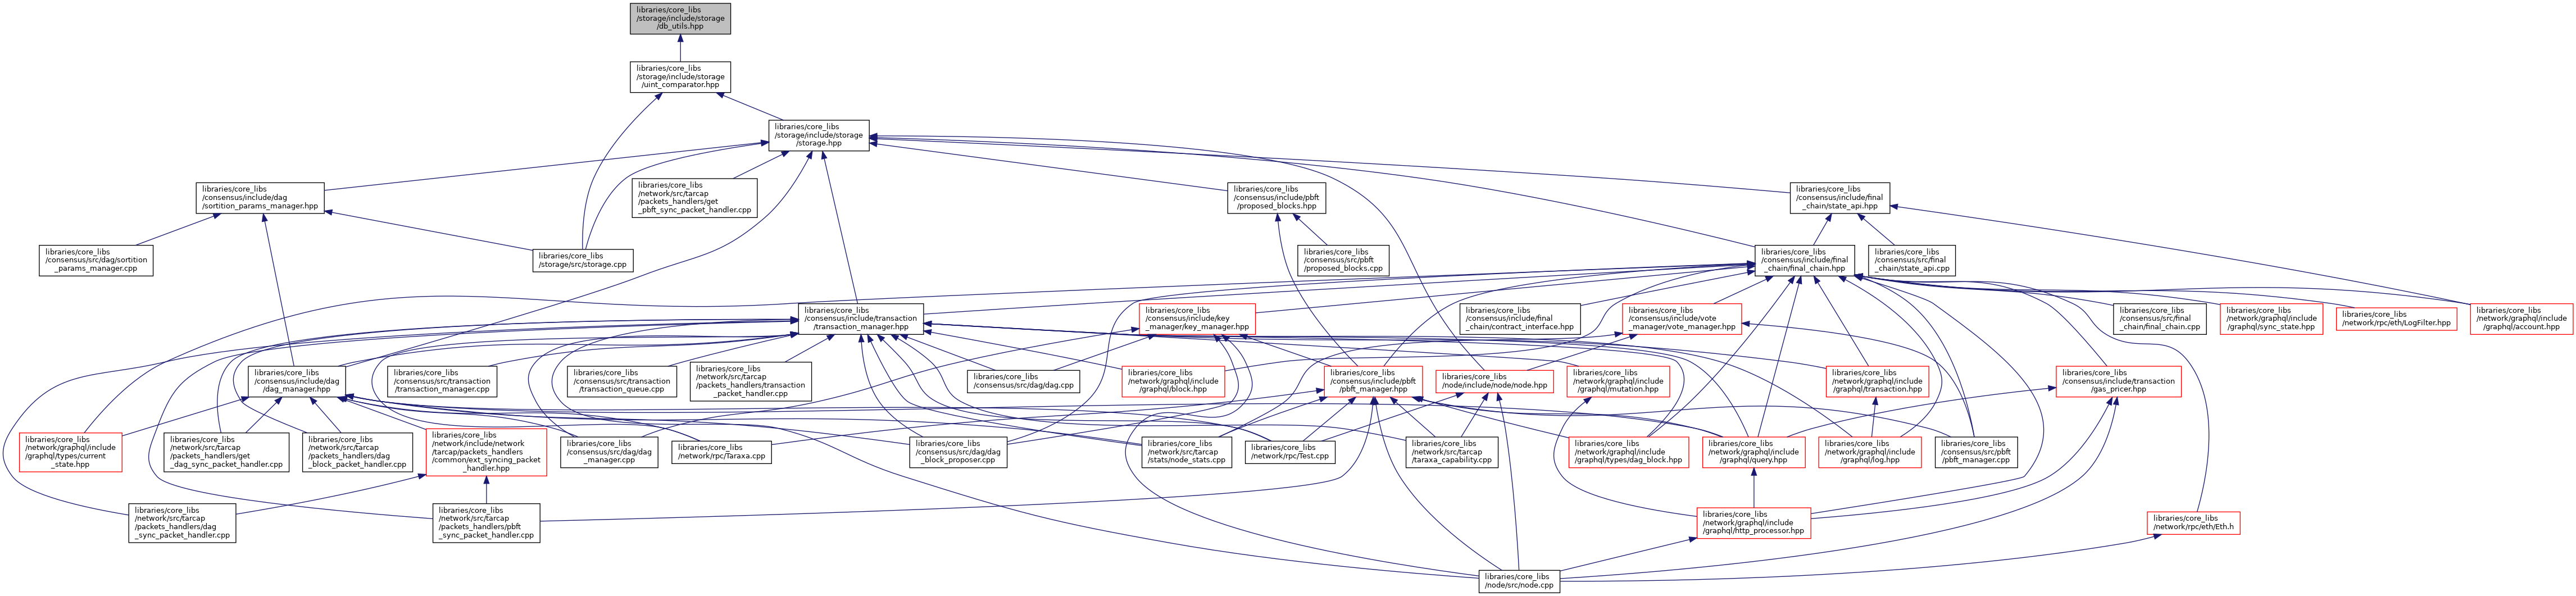 libraries/core_libs
/storage/include/storage
/db_utils.hpp
libraries/core_libs
/storage/include/storage
/uint_comparator.hpp
libraries/core_libs
/storage/include/storage
/storage.hpp
libraries/core_libs
/consensus/include/dag
/sortition_params_manager.hpp
libraries/core_libs
/network/src/tarcap
/packets_handlers/get
_pbft_sync_packet_handler.cpp
libraries/core_libs
/consensus/include/pbft
/proposed_blocks.hpp
libraries/core_libs
/consensus/include/final
_chain/state_api.hpp
libraries/core_libs
/consensus/src/dag/sortition
_params_manager.cpp
libraries/core_libs
/storage/src/storage.cpp
libraries/core_libs
/consensus/src/pbft
/proposed_blocks.cpp
libraries/core_libs
/consensus/include/final
_chain/final_chain.hpp
libraries/core_libs
/consensus/src/final
_chain/state_api.cpp
libraries/core_libs
/consensus/include/transaction
/transaction_manager.hpp
libraries/core_libs
/consensus/include/key
_manager/key_manager.hpp
libraries/core_libs
/consensus/include/final
_chain/contract_interface.hpp
libraries/core_libs
/consensus/include/vote
_manager/vote_manager.hpp
libraries/core_libs
/consensus/src/final
_chain/final_chain.cpp
libraries/core_libs
/network/graphql/include
/graphql/sync_state.hpp
libraries/core_libs
/network/rpc/eth/LogFilter.hpp
libraries/core_libs
/network/graphql/include
/graphql/account.hpp
libraries/core_libs
/consensus/include/dag
/dag_manager.hpp
libraries/core_libs
/consensus/src/transaction
/transaction_manager.cpp
libraries/core_libs
/consensus/src/transaction
/transaction_queue.cpp
libraries/core_libs
/network/src/tarcap
/packets_handlers/transaction
_packet_handler.cpp
libraries/core_libs
/consensus/src/dag/dag.cpp
libraries/core_libs
/network/graphql/include
/graphql/block.hpp
libraries/core_libs
/consensus/include/pbft
/pbft_manager.hpp
libraries/core_libs
/node/include/node/node.hpp
libraries/core_libs
/network/graphql/include
/graphql/mutation.hpp
libraries/core_libs
/network/graphql/include
/graphql/transaction.hpp
libraries/core_libs
/consensus/include/transaction
/gas_pricer.hpp
libraries/core_libs
/network/graphql/include
/graphql/types/current
_state.hpp
libraries/core_libs
/network/src/tarcap
/packets_handlers/get
_dag_sync_packet_handler.cpp
libraries/core_libs
/network/src/tarcap
/packets_handlers/dag
_block_packet_handler.cpp
libraries/core_libs
/network/include/network
/tarcap/packets_handlers
/common/ext_syncing_packet
_handler.hpp
libraries/core_libs
/consensus/src/dag/dag
_manager.cpp
libraries/core_libs
/network/rpc/Taraxa.cpp
libraries/core_libs
/consensus/src/dag/dag
_block_proposer.cpp
libraries/core_libs
/network/src/tarcap
/stats/node_stats.cpp
libraries/core_libs
/network/rpc/Test.cpp
libraries/core_libs
/network/src/tarcap
/taraxa_capability.cpp
libraries/core_libs
/network/graphql/include
/graphql/types/dag_block.hpp
libraries/core_libs
/network/graphql/include
/graphql/query.hpp
libraries/core_libs
/network/graphql/include
/graphql/log.hpp
libraries/core_libs
/consensus/src/pbft
/pbft_manager.cpp
libraries/core_libs
/network/src/tarcap
/packets_handlers/dag
_sync_packet_handler.cpp
libraries/core_libs
/network/src/tarcap
/packets_handlers/pbft
_sync_packet_handler.cpp
libraries/core_libs
/network/graphql/include
/graphql/http_processor.hpp
libraries/core_libs
/network/rpc/eth/Eth.h
libraries/core_libs
/node/src/node.cpp